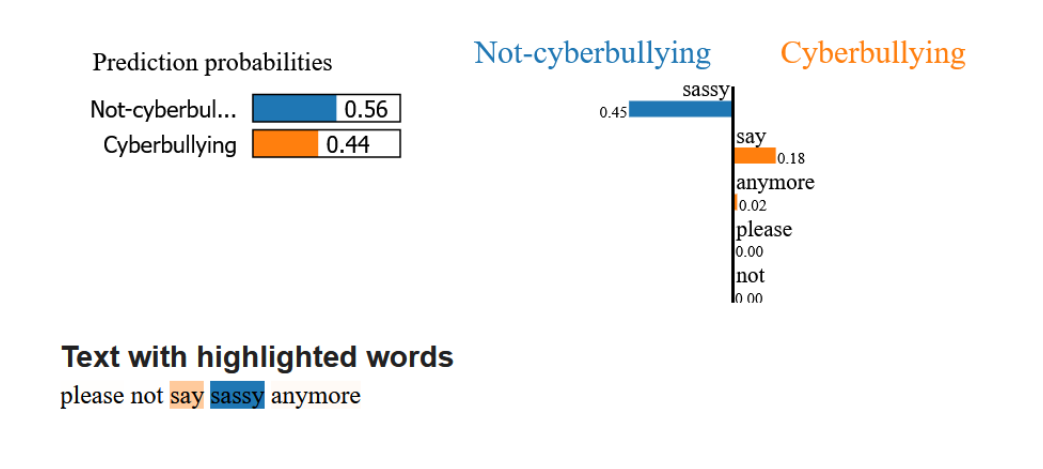 Prediction probabilities
Not-cyberbul... 0.56
Cyberbullying 0.44
Not-cyberbullying Cyberbullying
sassy
0.45
say
0.18
anymore
0.02
please
0.00
not
0.00
Text with highlighted words
please not say sassy anymore